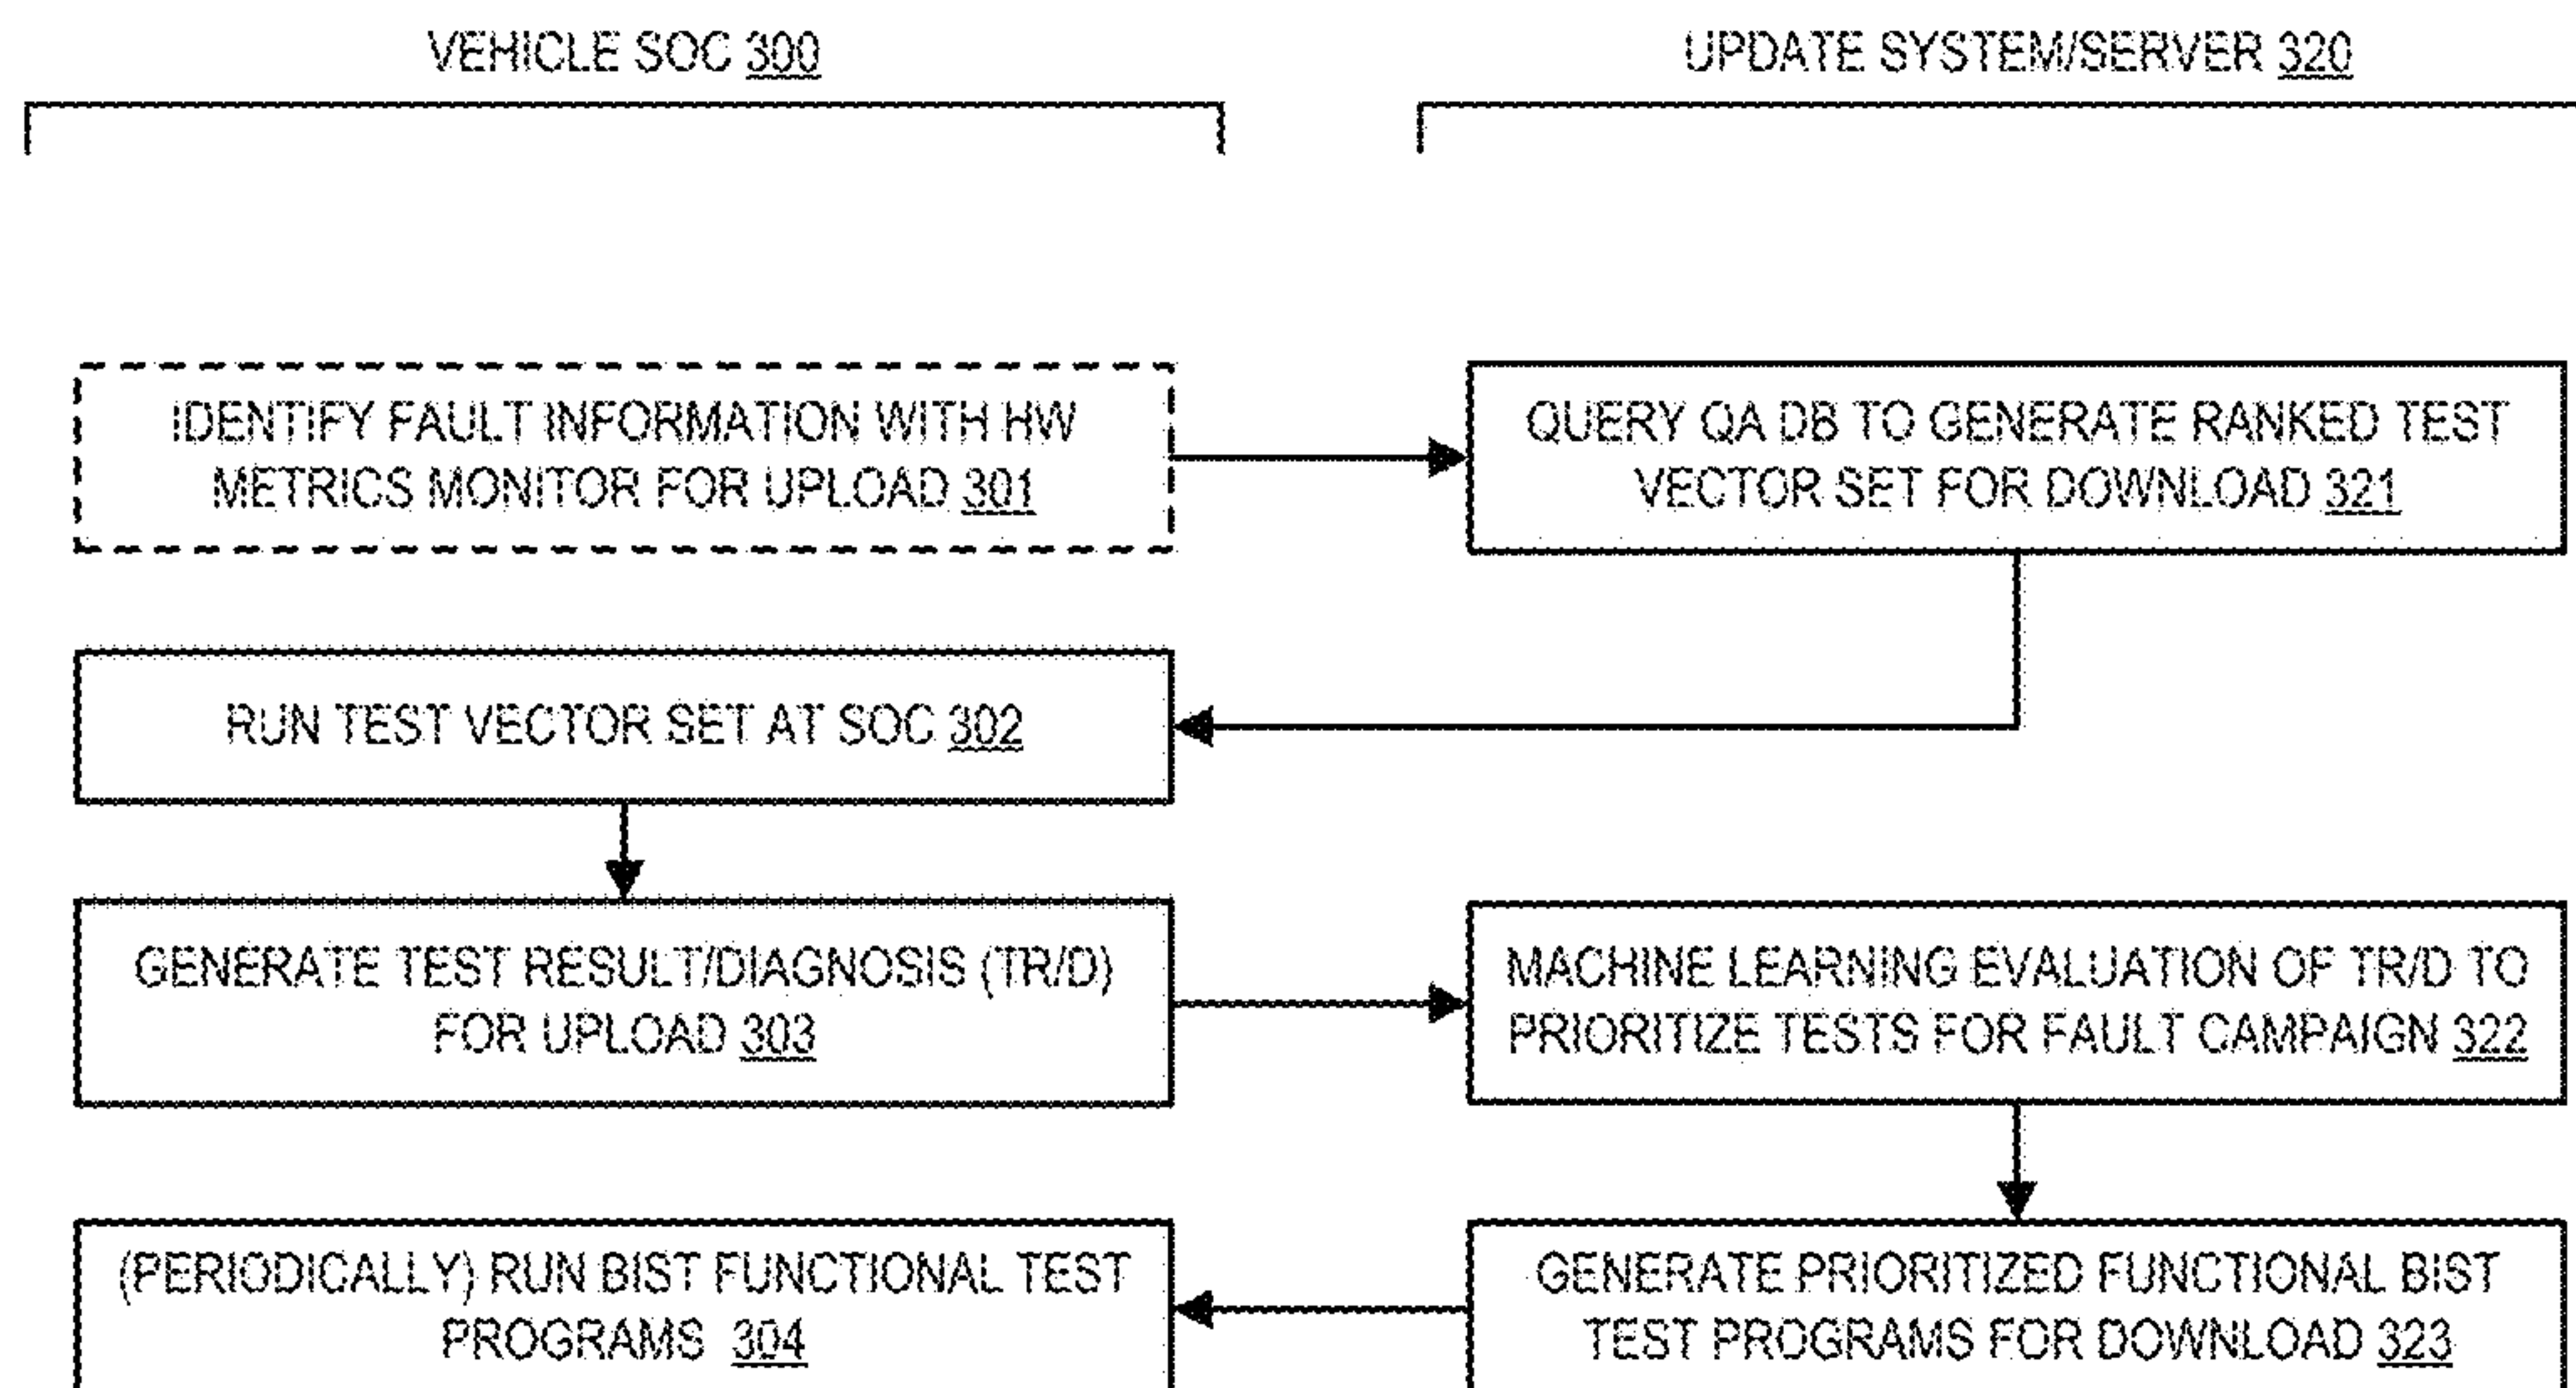 VEHICLE SOC 300
UPDATE SYSTEM/SERVER 320
IDENTIFY FAULT INFORMATION WITH HW
METRICS MONITOR FOR UPLOAD 301
QUERY QA DB TO GENERATE RANKED TEST
VECTOR SET FOR DOWNLOAD 321
RUN TEST VECTOR SET AT SOC 302
GENERATE TEST RESULT/DIAGNOSIS (TR/D)
FOR UPLOAD 303
MACHINE LEARNING EVALUATION OF TR/D TO
PRIORITIZE TESTS FOR FAULT CAMPAIGN 322
(PERIODICALLY) RUN BIST FUNCTIONAL TEST
PROGRAMS 304
GENERATE PRIORITIZED FUNCTIONAL BIST
TEST PROGRAMS FOR DOWNLOAD 323